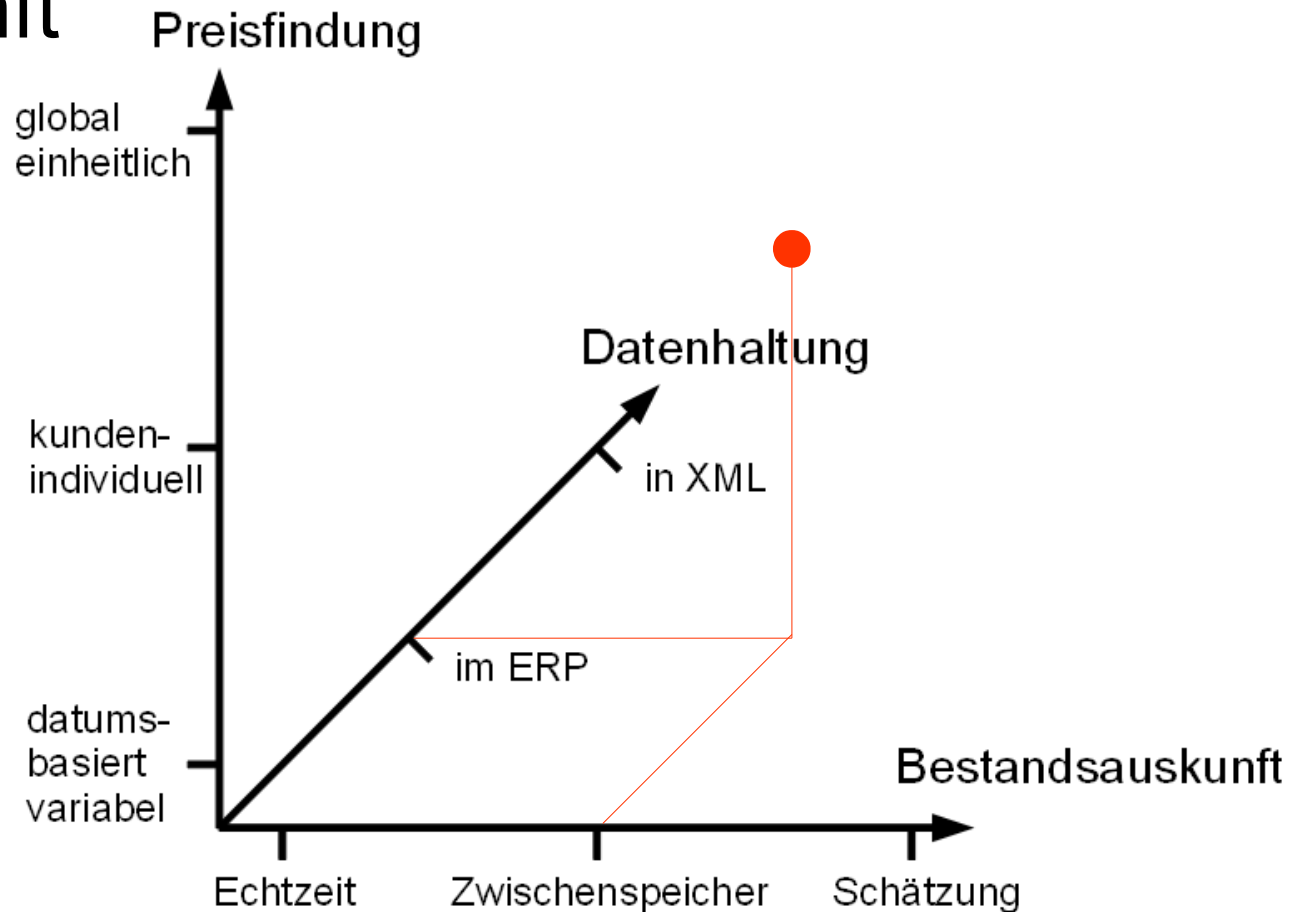 Preisfindung
global
einheitlich
Datenhaltung
kunden-
individuell
in XML
im ERP
datums-
basiert
variabel
Bestandsauskunft
Echtzeit
Zwischenspeicher
Schätzung